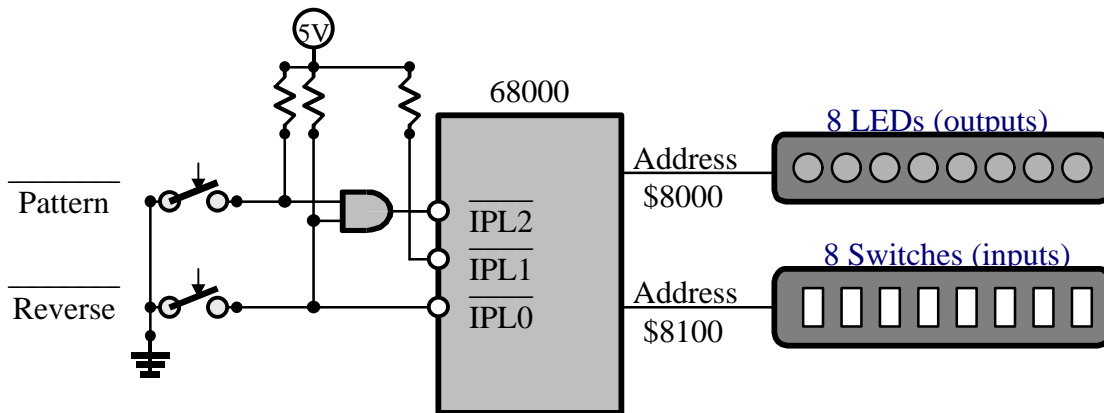 5V
68000
8 LEDs (outputs)
Address
$8000
Pattern
IPL2
8 Switches (inputs)
IPL1
Address
$8100
Reverse
IPL0